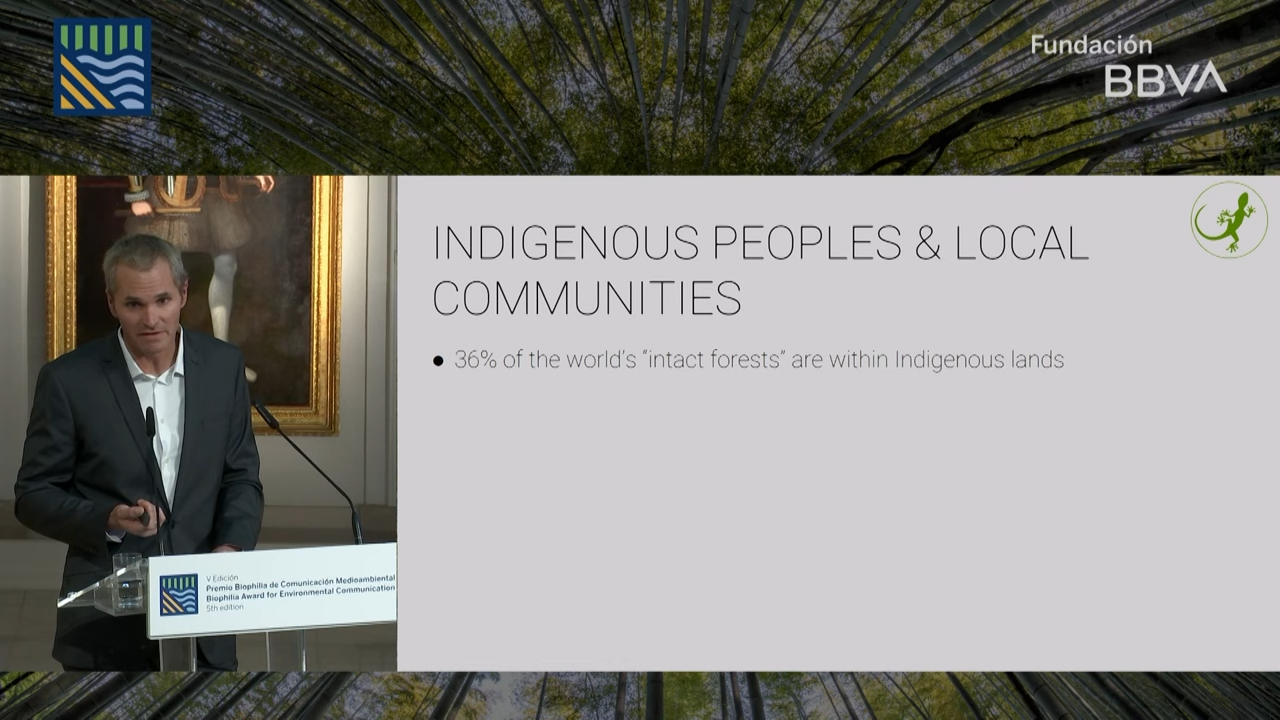 Fundación
BBVA
INDIGENOUS PEOPLES & LOCAL
COMMUNITIES
● 36% of the world's "intact forests" are within Indigenous lands
V Edición
Premio Biophilia de Comunicación Medioambiental
Biophilia Award for Environmental Communication
5th edition